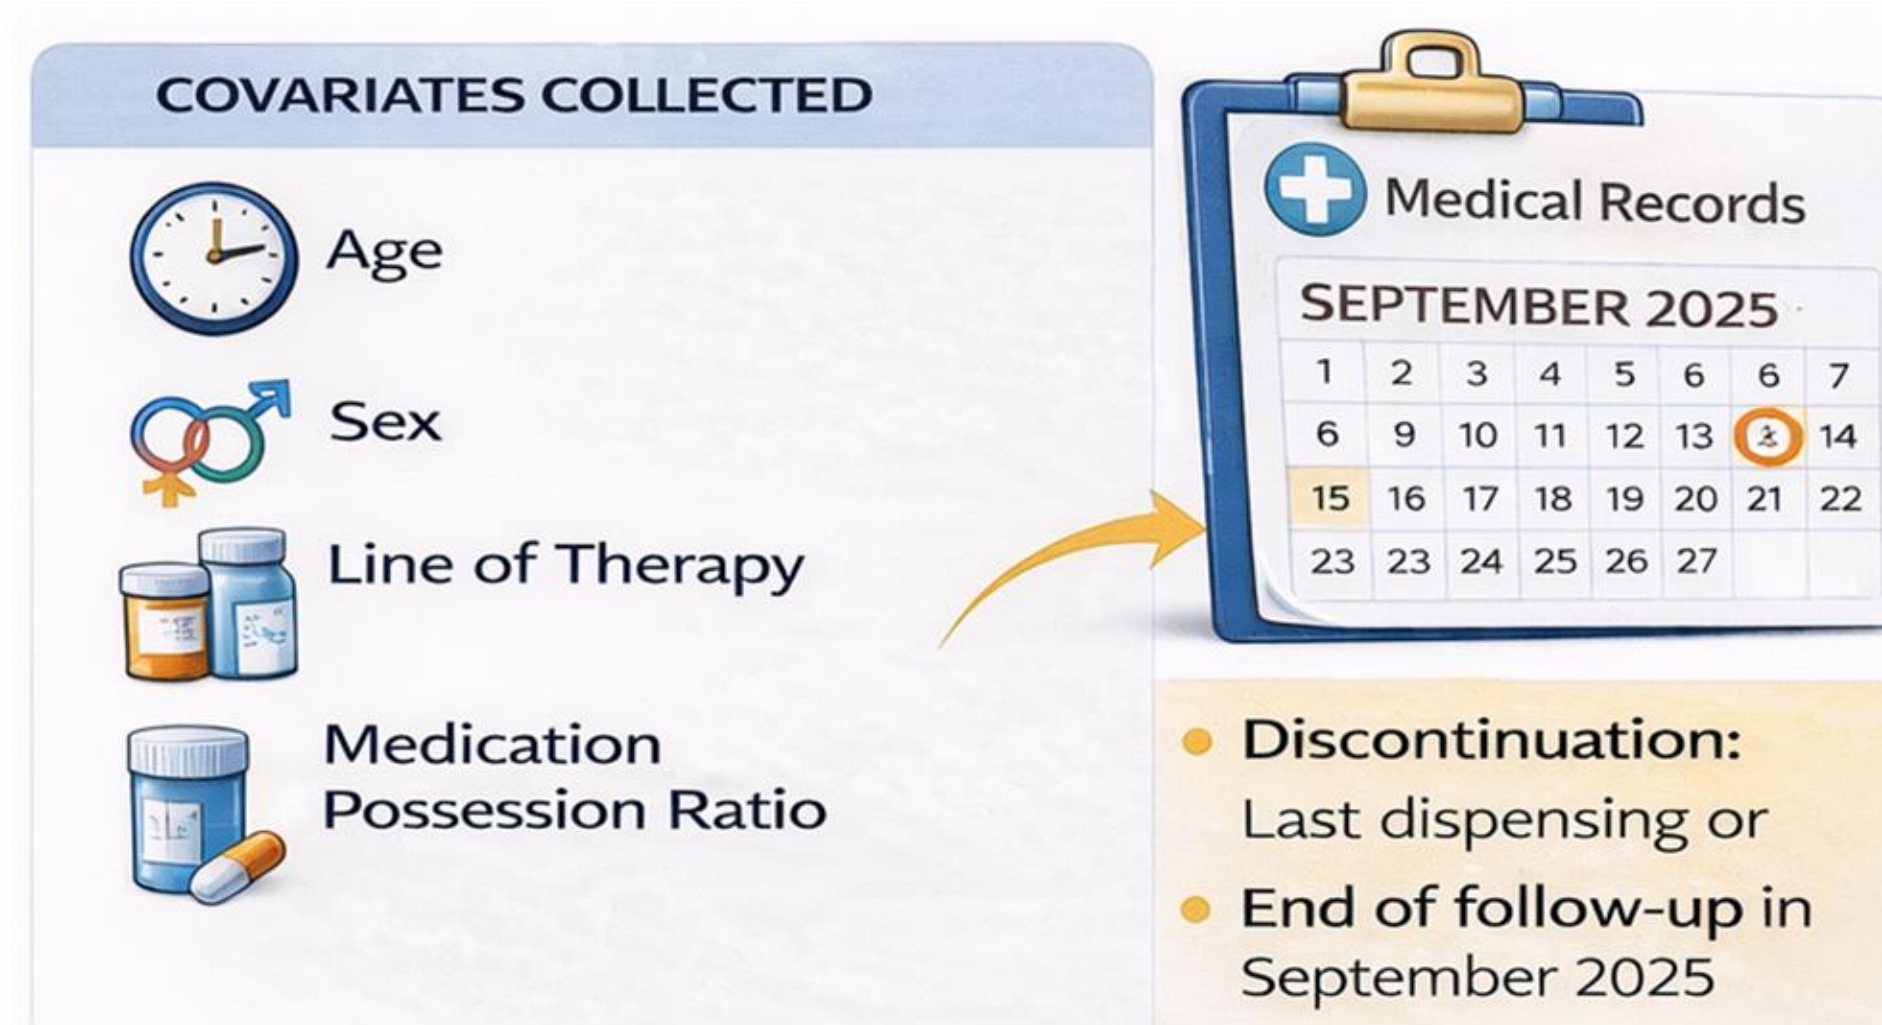 COVARIATES COLLECTED
Age
Sex
Line of Therapy
Medication
Possession Ratio
Medical Records
SEPTEMBER 2025
1 2 3 4 5 6 6 7
6 9 10 11 12 13 14
15 16 17 18 19 20 21 22
23 23 24 25 26 27
Discontinuation:
Last dispensing or
End of follow-up in
September 2025